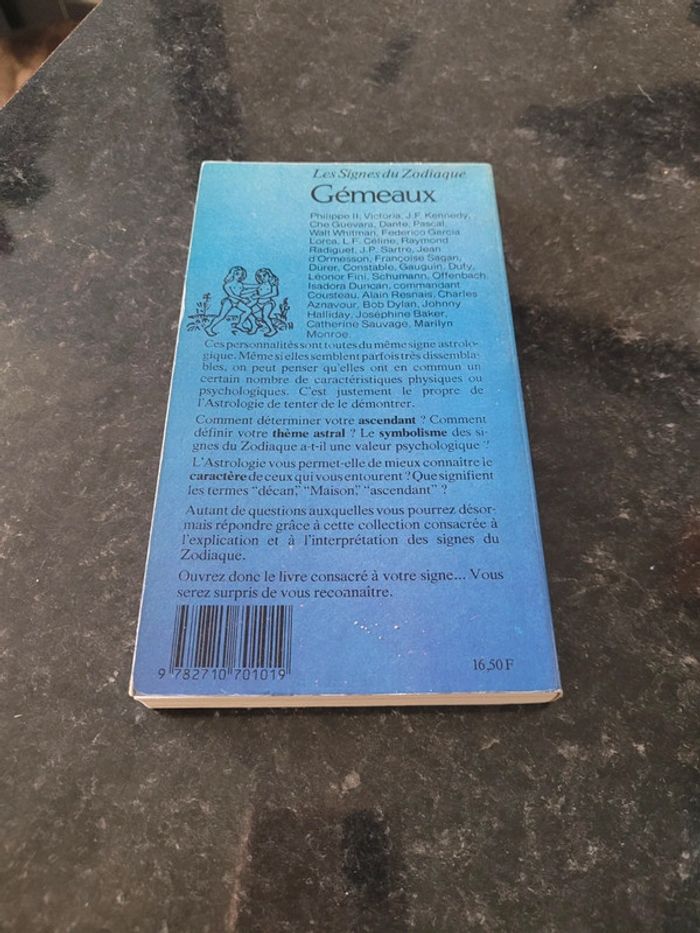 Les Signes du Zodiaque
Gémeaux
Philippe II, Victoria, J.F. Kennedy,
Che Guevara, Dante, Pascal,
Walt Whitman, Federico Garcia
Lorca, L.F. Céline, Raymond
Radiguet, J.P. Sartre, Jean
d'Ormesson, Françoise Sagan,
Durer, Constable, Gauguin, Dufy,
Léonor Fini, Schumann, Offenbach,
Isadora Duncan, commandant
Cousteau, Alain Resnais, Charles
Aznavour, Bob Dylan, Johnny
Halliday, Joséphine Baker,
Catherine Sauvage, Marilyn
Monroe.
Ces personnalités sont toutes du même signe astrolo-
gique. Même si elles semblent parfois très dissembla-
bles, on peut penser qu'elles ont en commun un
certain nombre de caractéristiques physiques ou
psychologiques. C'est justement le propre de
l'Astrologie de tenter de le démontrer.
Comment déterminer votre ascendant ? Comment
définir votre thème astral ? Le symbolisme des si-
gnes du Zodiaque a-t-il une valeur psychologique ?
L'Astrologie vous permet-elle de mieux connaître le
caractère de ceux qui vous entourent ? Que signifient
les termes "décan," "Maison," "ascendant" ?
Autant de questions auxquelles vous pourrez désor-
mais répondre grâce à cette collection consacrée à
l'explication et à l'interprétation des signes du
Zodiaque.
Ouvrez donc le livre consacré à votre signe... Vous
serez surpris de vous reconaître.
9 782710 701019
16,50 F